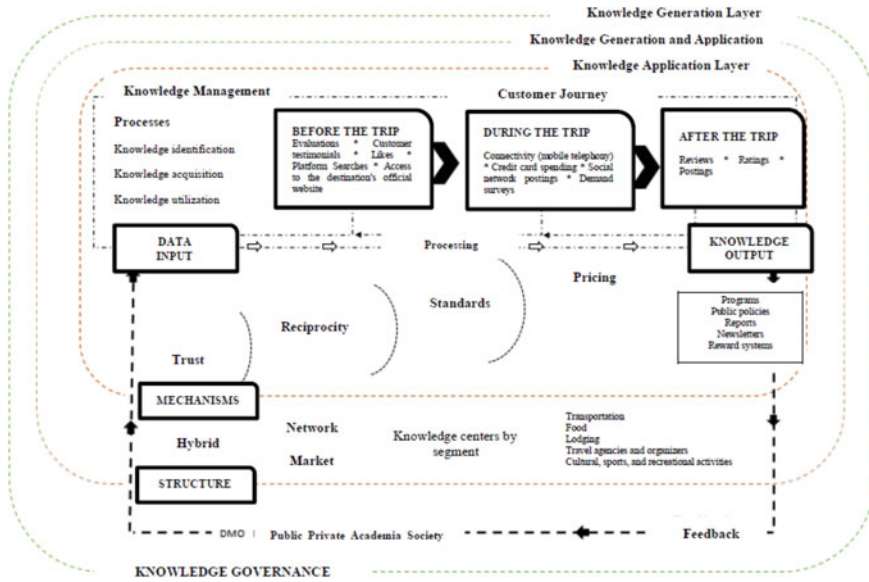 Knowledge Generation Layer
Knowledge Generation and Application
Knowledge Application Layer
Knowledge Management
Customer Journey
Processes
Knowledge identification
Knowledge acquisition
Knowledge utilization
BEFORE THE TRIP
Evaluations * Customer
testimonials * Likes *
Platform Searches * Access
to the destination's official
website
DURING THE TRIP
Connectivity (mobile telephony)
* Credit card spending * Social
network postings * Demand
surveys
AFTER THE TRIP
Reviews * Ratings *
Postings
DATA
INPUT
Processing
KNOWLEDGE
OUTPUT
Pricing
Standards
Reciprocity
Trust
Programs
Public policies
Reports
Newsletters
Reward systems
MECHANISMS
Hybrid
Network
Market
Knowledge centers by
segment
Transportation
Food
Lodging
Travel agencies and organizers
Cultural, sports, and recreational activities
STRUCTURE
DMO | Public Private Academia Society
Feedback
KNOWLEDGE GOVERNANCE